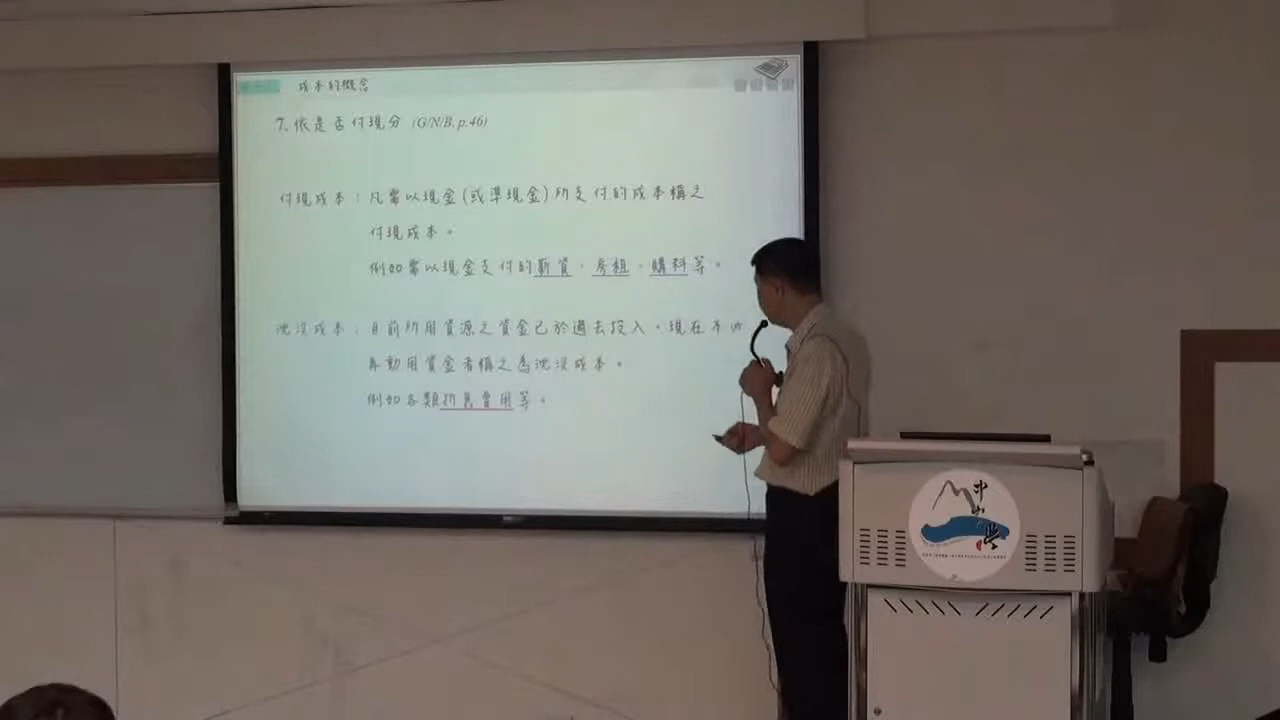 成本的概念
7. 依是否付現分 (G/N/B, p.46)
付現成本：凡需以現金(或準現金)所支付的成本稱之
付現成本。
例如需以現金支付的薪資、房租、購料等。
沈沒成本：目前所用資源之資金已於過去投入，現在不必
再動用資金者稱之為沈沒成本。
例如各類折舊費用等。
中山學